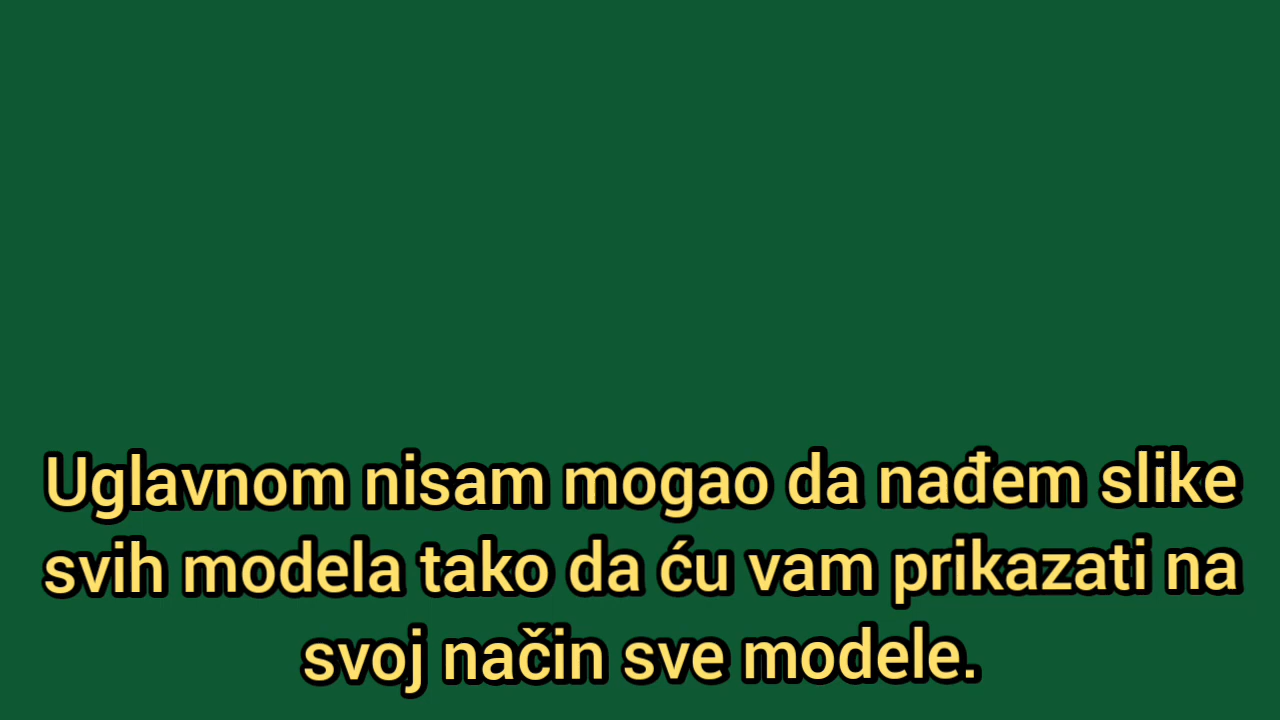 Uglavnom nisam mogao da nađem slike
svih modela tako da ću vam prikazati na
svoj način sve modele.